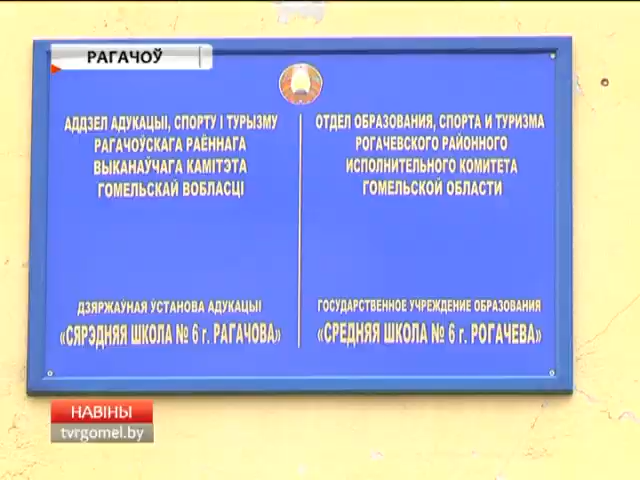 РАГАЧОЎ
АДДЗЕЛ АДУКАЦЫІ, СПОРТУ І ТУРЫЗМУ
РАГАЧОЎСКАГА РАЁННАГА
ВЫКАНАЎЧАГА КАМІТЭТА
ГОМЕЛЬСКАЙ ВОБЛАСЦІ
ДЗЯРЖАЎНАЯ ЎСТАНОВА АДУКАЦЫІ
«СЯРЭДНЯЯ ШКОЛА № 6 г. РАГАЧОВА»
ОТДЕЛ ОБРАЗОВАНИЯ, СПОРТА И ТУРИЗМА
РОГАЧЕВСКОГО РАЙОННОГО
ИСПОЛНИТЕЛЬНОГО КОМИТЕТА
ГОМЕЛЬСКОЙ ОБЛАСТИ
ГОСУДАРСТВЕННОЕ УЧРЕЖДЕНИЕ ОБРАЗОВАНИЯ
«СРЕДНЯЯ ШКОЛА № 6 г. РОГАЧЕВА»
НАВІНЫ
tvrgomel.by